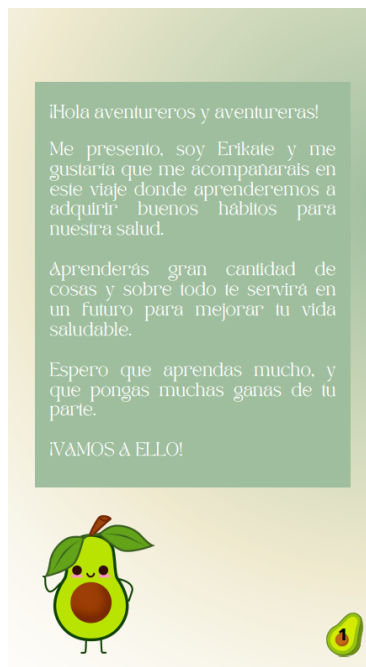 ¡Hola aventureros y aventureras!
Me presento, soy Erikate y me
gustaría que me acompañarais en
este viaje donde aprenderemos a
adquirir buenos hábitos para
nuestra salud.
Aprenderás gran cantidad de
cosas y sobre todo te servirá en
un futuro para mejorar tu vida
saludable.
Espero que aprendas mucho, y
que pongas muchas ganas de tu
parte.
¡VAMOS A ELLO!
1